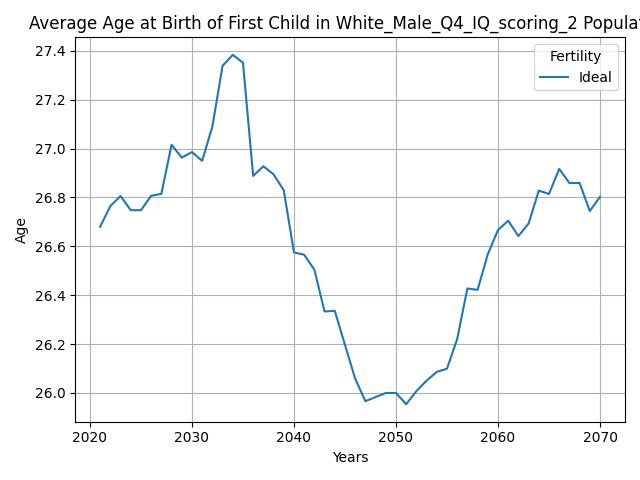 Average Age at Birth of First Child in White_Male_Q4_IQ_scoring_2 Populat
27.4
27.2
27.0
26.8
26.6
26.4
26.2
26.0
Age
Fertility
Ideal
2020 2030 2040 2050 2060 2070
Years